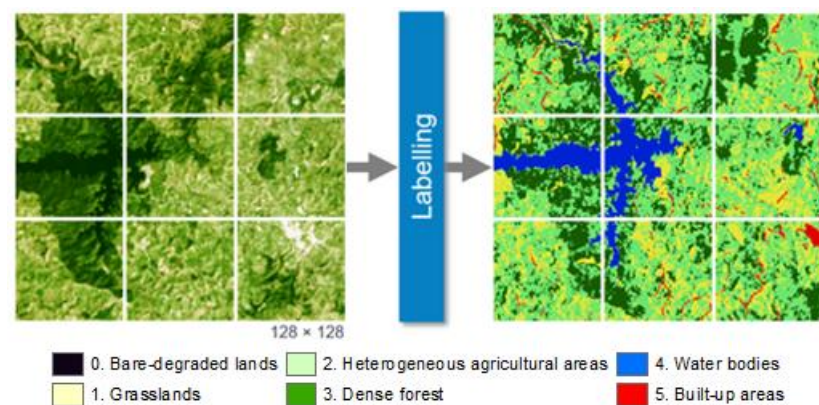 Labelling
128 × 128
0. Bare-degraded lands
2. Heterogeneous agricultural areas
4. Water bodies
1. Grasslands
3. Dense forest
5. Built-up areas